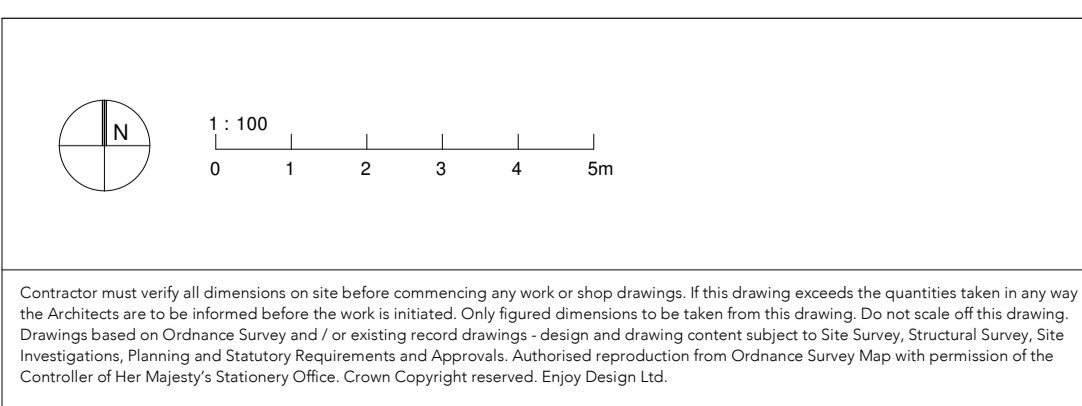 N
1 : 100
0 1 2 3 4 5m
Contractor must verify all dimensions on site before commencing any work or shop drawings. If this drawing exceeds the quantities taken in any way
the Architects are to be informed before the work is initiated. Only figured dimensions to be taken from this drawing. Do not scale off this drawing.
Drawings based on Ordnance Survey and / or existing record drawings - design and drawing content subject to Site Survey, Structural Survey, Site
Investigations, Planning and Statutory Requirements and Approvals. Authorised reproduction from Ordnance Survey Map with permission of the
Controller of Her Majesty's Stationery Office. Crown Copyright reserved. Enjoy Design Ltd.